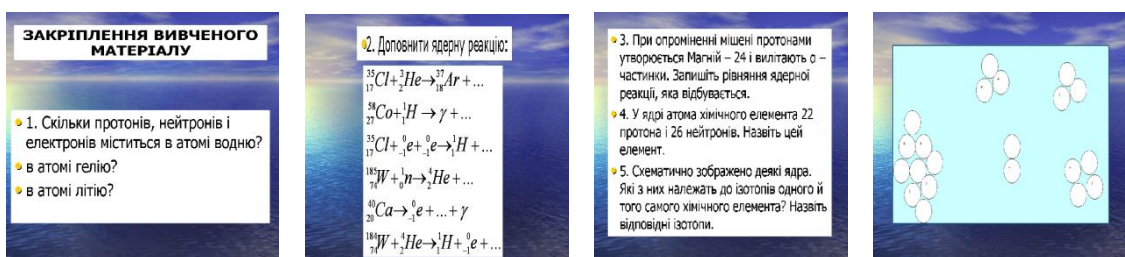 ЗАКРІПЛЕННЯ ВИВЧЕНОГО
МАТЕРІАЛУ
1. Скільки протонів, нейтронів і
електронів міститься в атомі водню?
в атомі гелію?
в атомі літію?
2. Доповнити ядерну реакцію:
³⁵₁₇Cl+³₂He→³⁷₁₈Ar+...
⁵⁸₂₇Co+¹₁H→γ+...
³⁵₁₇Cl+⁰₋₁e+⁰₋₁e→¹₁H+...
¹⁸⁵₇₄W+¹₀n→⁴₂He+...
⁴⁰₂₀Ca→⁰₋₁e+...+γ
¹⁸⁴₇₄W+⁴₂He→¹₁H+⁰₋₁e+...
3. При опроміненні мішені протонами
утворюється Магній – 24 і вилітають α –
частинки. Запишіть рівняння ядерної
реакції, яка відбувається.
4. У ядрі атома хімічного елемента 22
протона і 26 нейтронів. Назвіть цей
елемент.
5. Схематично зображено деякі ядра.
Які з них належать до ізотопів одного й
того самого хімічного елемента? Назвіть
відповідні ізотопи.